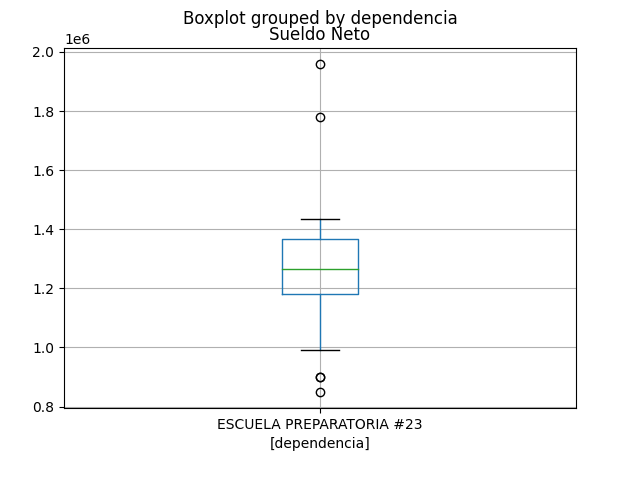 Boxplot grouped by dependencia
Sueldo Neto
1e6
2.0
1.8
1.6
1.4
1.2
1.0
0.8
ESCUELA PREPARATORIA #23
[dependencia]